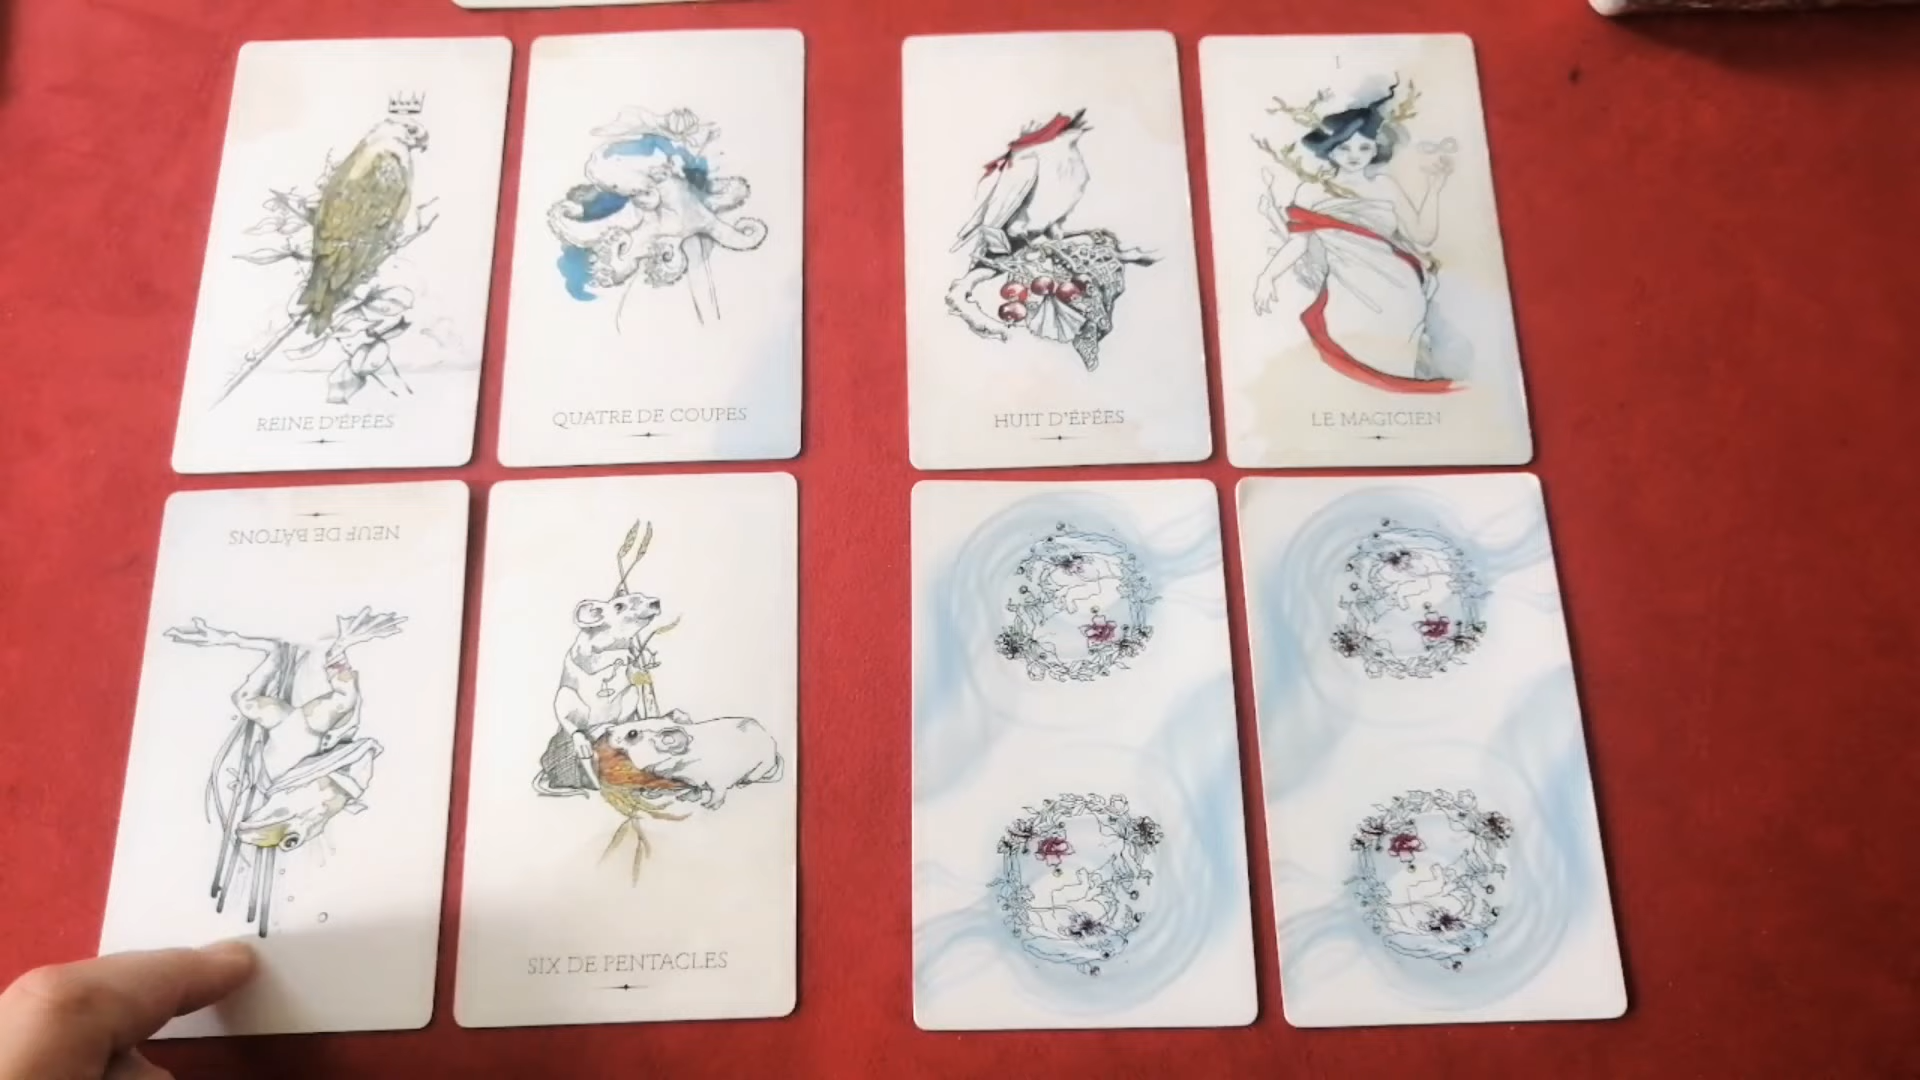 REINE D'ÉPÉES
QUATRE DE COUPES
HUIT D'ÉPÉES
I
LE MAGICIEN
NEUF DE BÂTONS
SIX DE PENTACLES